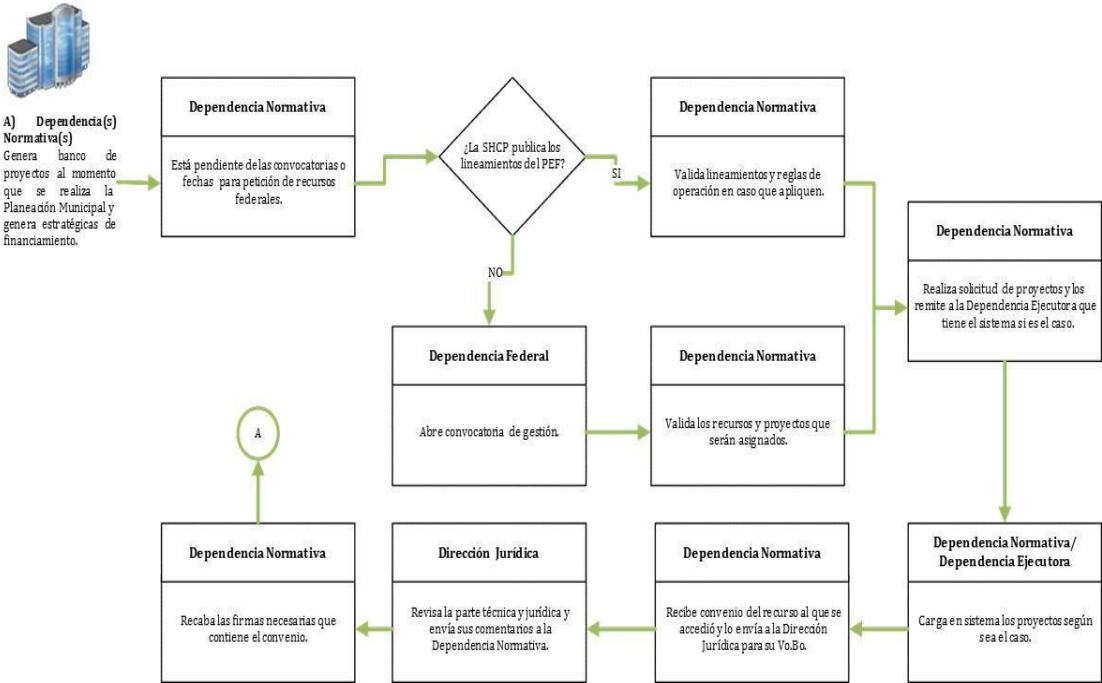 A) Dependencia(s)
Normativa(s)
Genera banco de
proyectos al momento
que se realiza la
Planeación Municipal y
genera estratégicas de
financiamiento.
Dependencia Normativa
Está pendiente de las convocatorias o
fechas para petición de recursos
federales.
¿La SHCP publica los
lineamientos del PEF?
SI
NO
Dependencia Normativa
Valida lineamientos y reglas de
operación en caso que apliquen.
Dependencia Federal
Abre convocatoria de gestión.
Dependencia Normativa
Valida los recursos y proyectos que
serán asignados.
Dependencia Normativa
Realiza solicitud de proyectos y los
remite a la Dependencia Ejecutora que
tiene el sistema si es el caso.
Dependencia Normativa/
Dependencia Ejecutora
Carga en sistema los proyectos según
sea el caso.
Dependencia Normativa
Recibe convenio del recurso al que se
accedió y lo envía a la Dirección
Jurídica para su Vo.Bo.
Dirección Jurídica
Revisa la parte técnica y jurídica y
envía sus comentarios a la
Dependencia Normativa.
Dependencia Normativa
Recaba las firmas necesarias que
contiene el convenio.
A